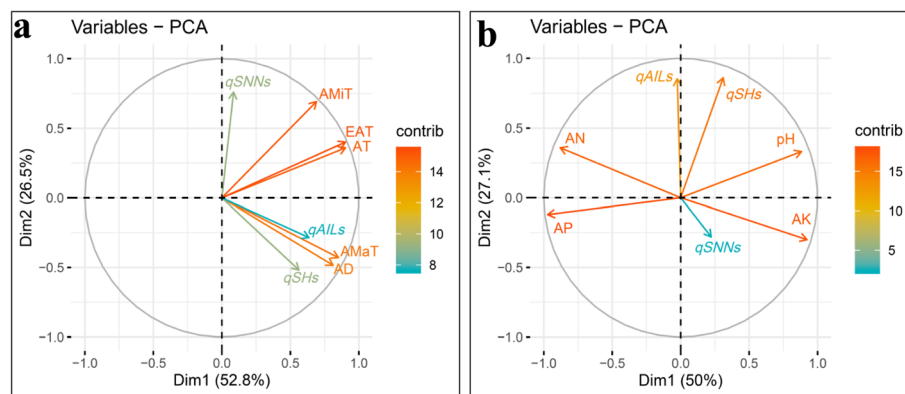 a
Variables − PCA
1.0
0.5
0.0
−0.5
−1.0
Dim2 (26.5%)
qSNNs
AMiT
EAT
AT
qAILs
AMaT
AD
qSHs
−1.0 −0.5 0.0 0.5 1.0
Dim1 (52.8%)
contrib
14
12
10
8
b
Variables − PCA
1.0
0.5
0.0
−0.5
−1.0
Dim2 (27.1%)
qAILs
qSHs
AN
pH
AP
AK
qSNNs
−1.0 −0.5 0.0 0.5 1.0
Dim1 (50%)
contrib
15
10
5